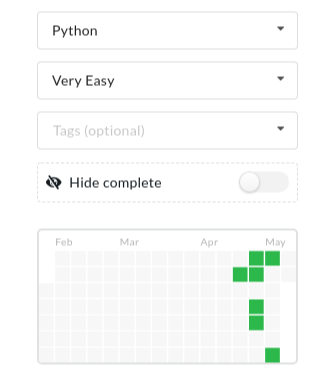 Python
Very Easy
Tags (optional)
Hide complete
Feb Mar Apr May